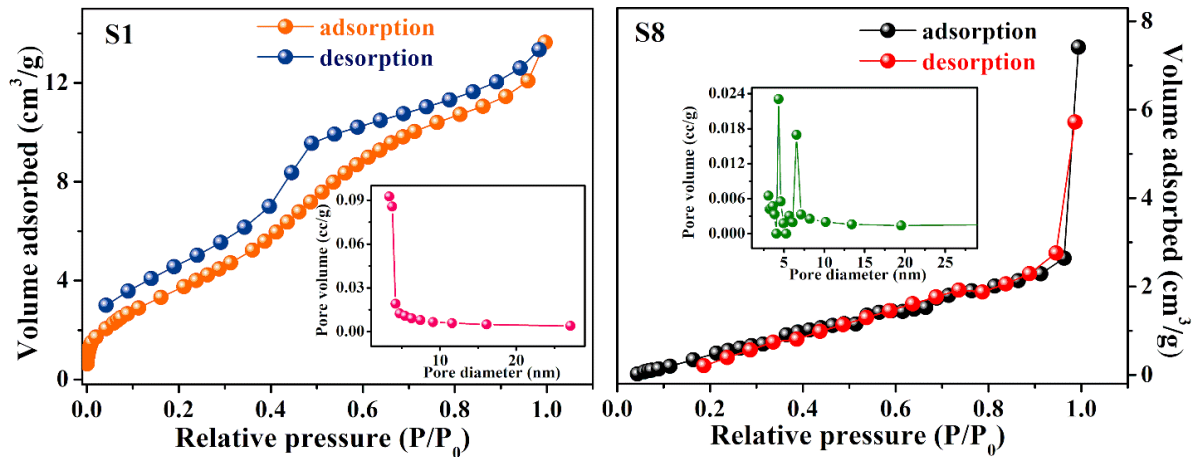 S1
adsorption
desorption
Volume adsorbed (cm³/g)
12
8
4
0
0.0 0.2 0.4 0.6 0.8 1.0
Relative pressure (P/P₀)
Pore volume (cc/g)
0.09
0.06
0.03
0.00
10 20
Pore diameter (nm)
S8
adsorption
desorption
Volume adsorbed (cm³/g)
8
6
4
2
0
0.2 0.4 0.6 0.8 1.0
Relative pressure (P/P₀)
Pore volume (cc/g)
0.024
0.018
0.012
0.006
0.000
5 10 15 20 25
Pore diameter (nm)